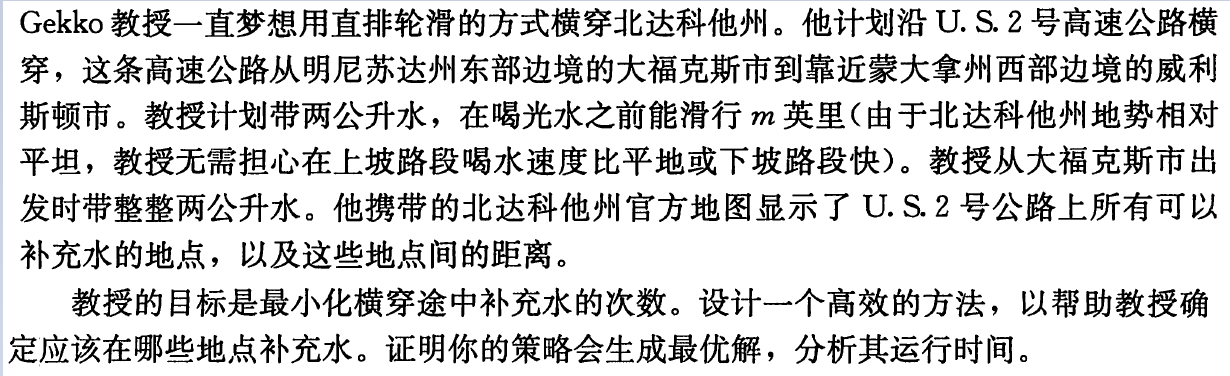 Gekko 教授一直梦想用直排轮滑的方式横穿北达科他州。他计划沿 U. S. 2 号高速公路横
穿，这条高速公路从明尼苏达州东部边境的大福克斯市到靠近蒙大拿州西部边境的威利
斯顿市。教授计划带两公升水，在喝光水之前能滑行 m 英里(由于北达科他州地势相对
平坦，教授无需担心在上坡路段喝水速度比平地或下坡路段快)。教授从大福克斯市出
发时带整整两公升水。他携带的北达科他州官方地图显示了 U. S. 2 号公路上所有可以
补充水的地点，以及这些地点间的距离。
教授的目标是最小化横穿途中补充水的次数。设计一个高效的方法，以帮助教授确
定应该在哪些地点补充水。证明你的策略会生成最优解，分析其运行时间。